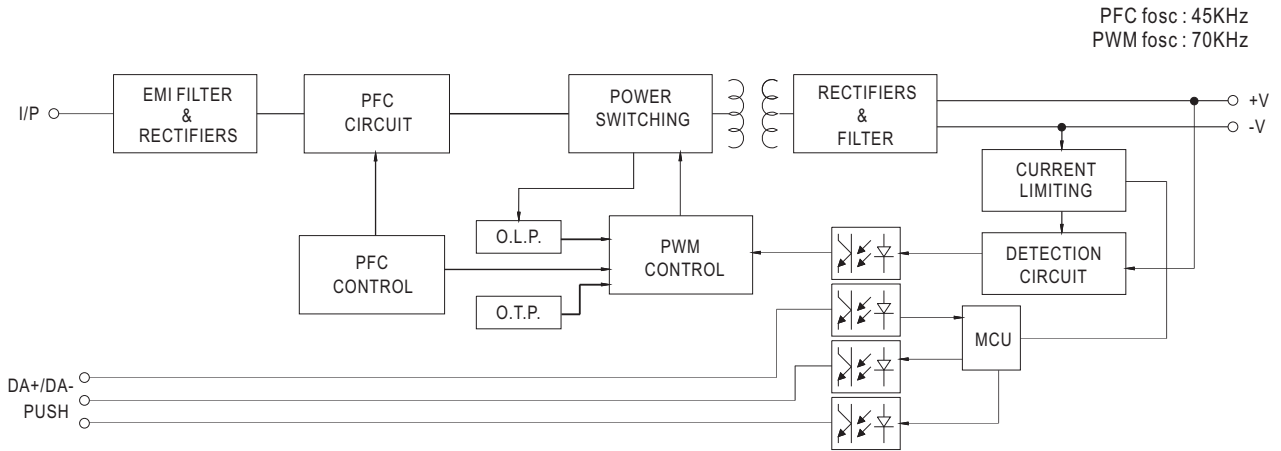 PFC fosc : 45KHz
PWM fosc : 70KHz
I/P
EMI FILTER
&
RECTIFIERS
PFC
CIRCUIT
POWER
SWITCHING
RECTIFIERS
&
FILTER
+V
-V
CURRENT
LIMITING
O.L.P.
PFC
CONTROL
PWM
CONTROL
DETECTION
CIRCUIT
O.T.P.
MCU
DA+/DA-
PUSH